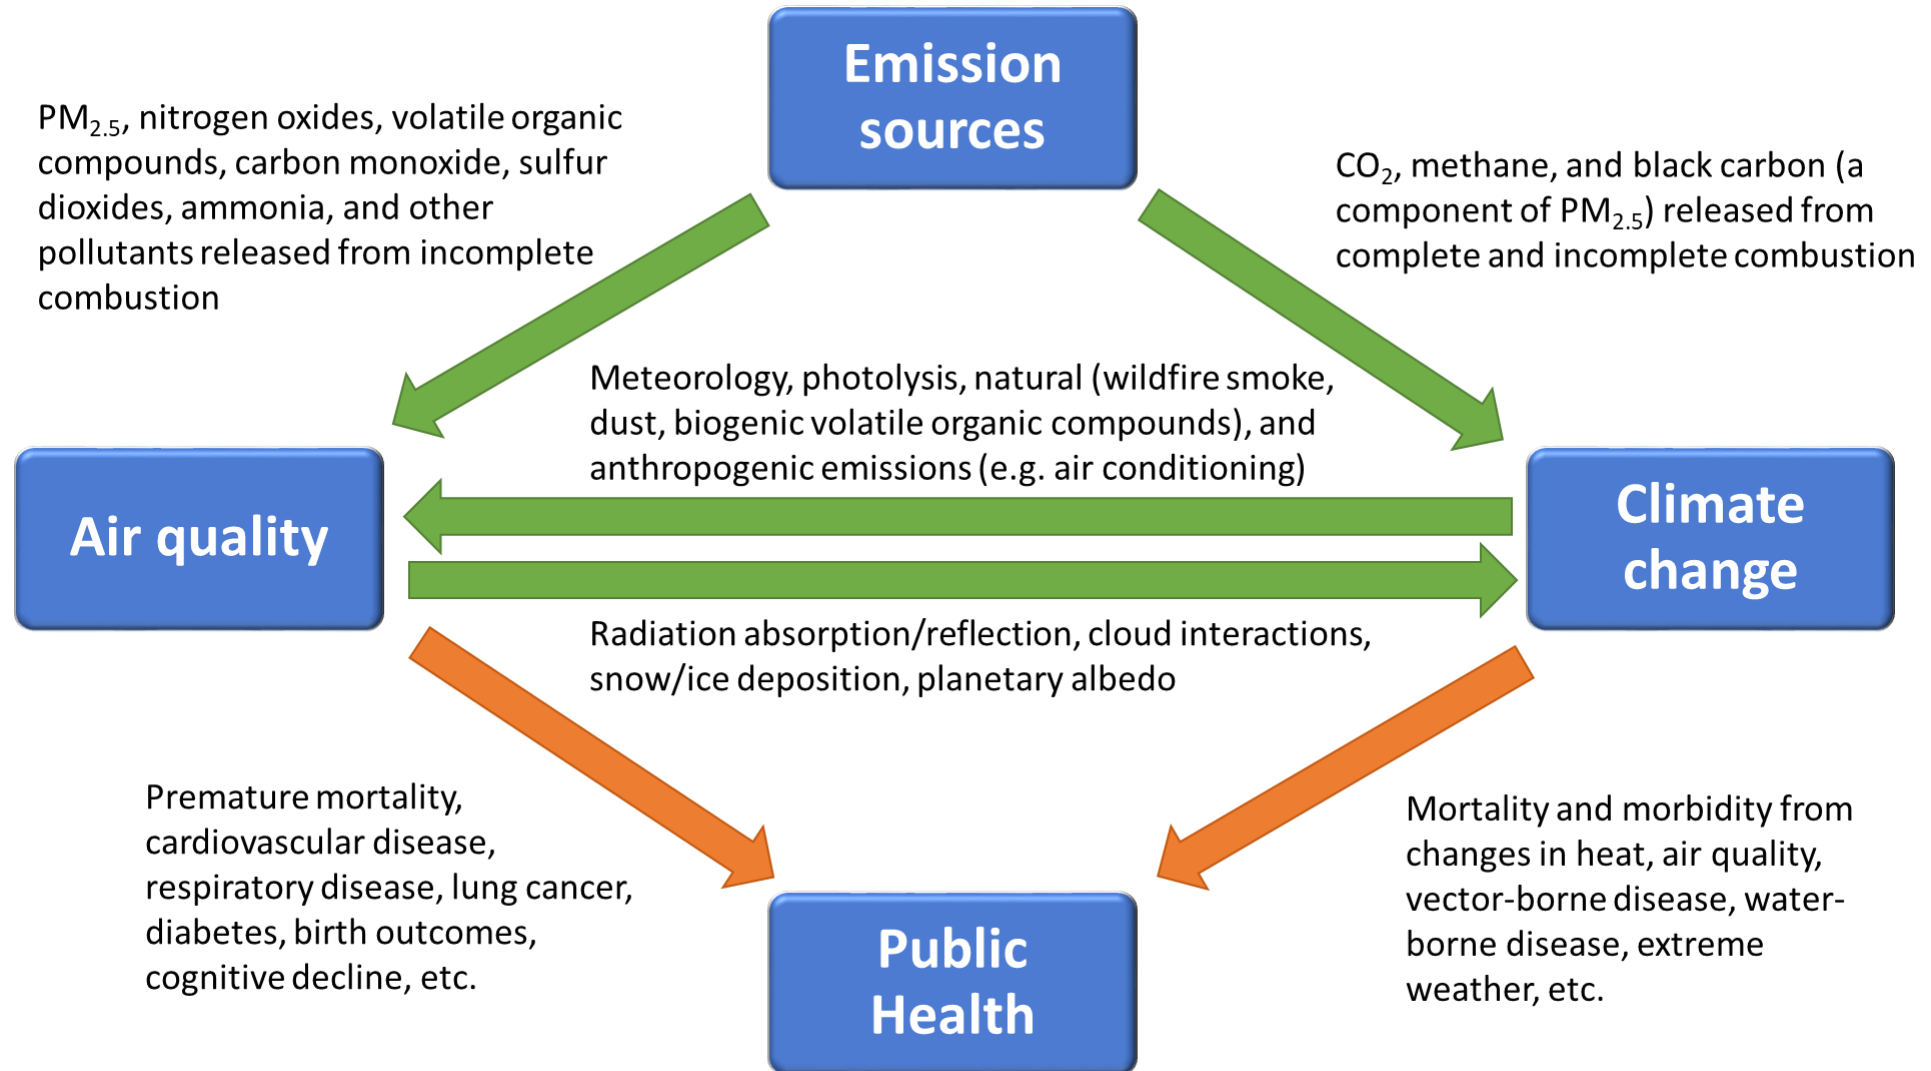 Emission
sources
PM2.5, nitrogen oxides, volatile organic
compounds, carbon monoxide, sulfur
dioxides, ammonia, and other
pollutants released from incomplete
combustion
CO2, methane, and black carbon (a
component of PM2.5) released from
complete and incomplete combustion
Meteorology, photolysis, natural (wildfire smoke,
dust, biogenic volatile organic compounds), and
anthropogenic emissions (e.g. air conditioning)
Air quality
Climate
change
Radiation absorption/reflection, cloud interactions,
snow/ice deposition, planetary albedo
Premature mortality,
cardiovascular disease,
respiratory disease, lung cancer,
diabetes, birth outcomes,
cognitive decline, etc.
Mortality and morbidity from
changes in heat, air quality,
vector-borne disease, water-
borne disease, extreme
weather, etc.
Public
Health